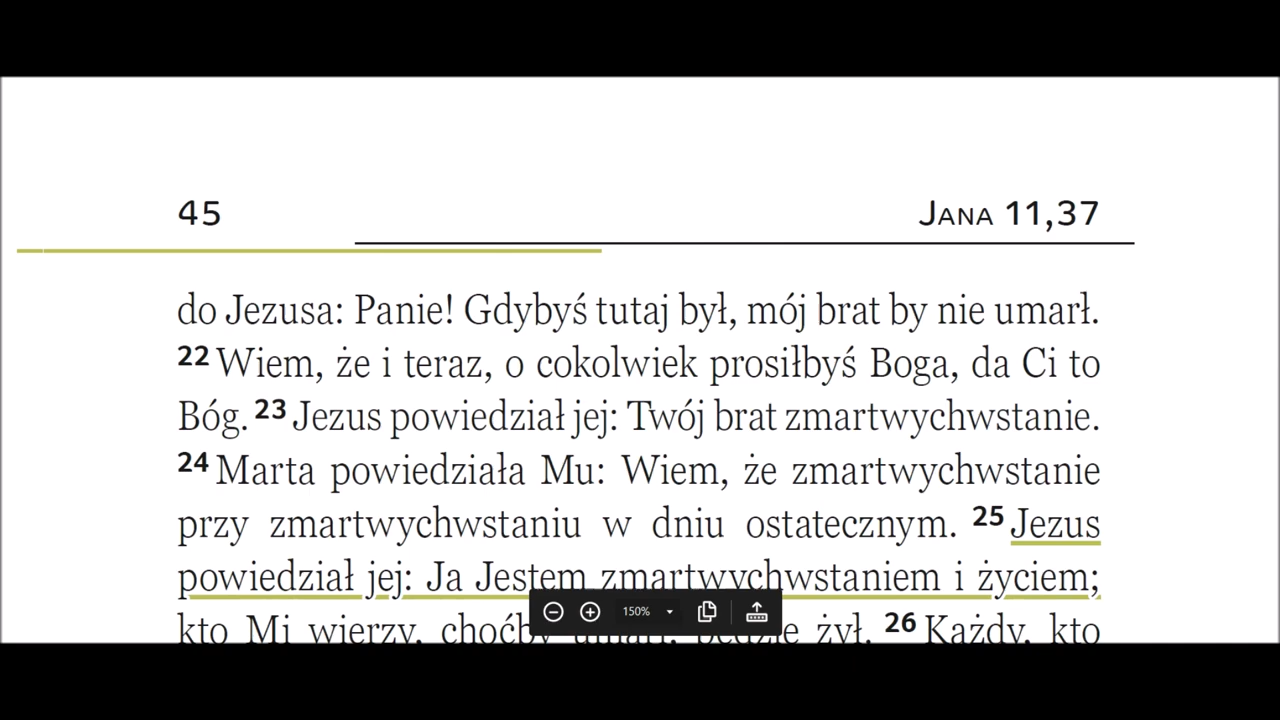 45 Jana 11,37
do Jezusa: Panie! Gdybyś tutaj był, mój brat by nie umarł.
22 Wiem, że i teraz, o cokolwiek prosiłbyś Boga, da Ci to
Bóg. 23 Jezus powiedział jej: Twój brat zmartwychwstanie.
24 Marta powiedziała Mu: Wiem, że zmartwychwstanie
przy zmartwychwstaniu w dniu ostatecznym. 25 Jezus
powiedział jej: Ja Jestem zmartwychwstaniem i życiem;
kto Mi wierzy, choćby umarł, będzie żył. 26 Każdy, kto
150%